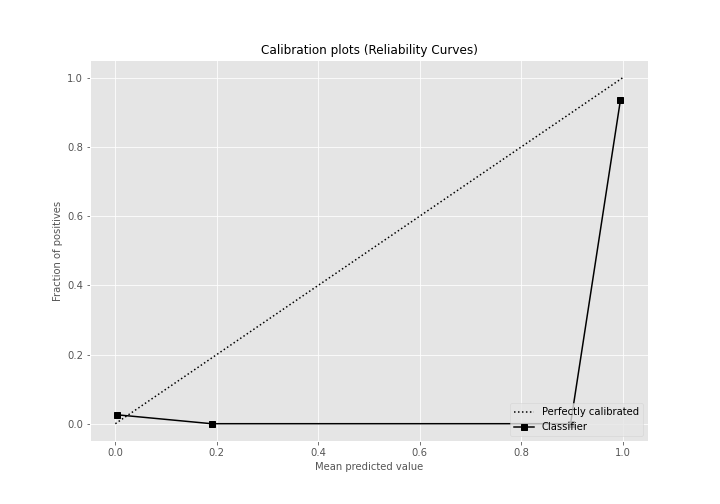 Calibration plots (Reliability Curves)
Fraction of positives
1.0
0.8
0.6
0.4
0.2
0.0
Perfectly calibrated
Classifier
0.0 0.2 0.4 0.6 0.8 1.0
Mean predicted value